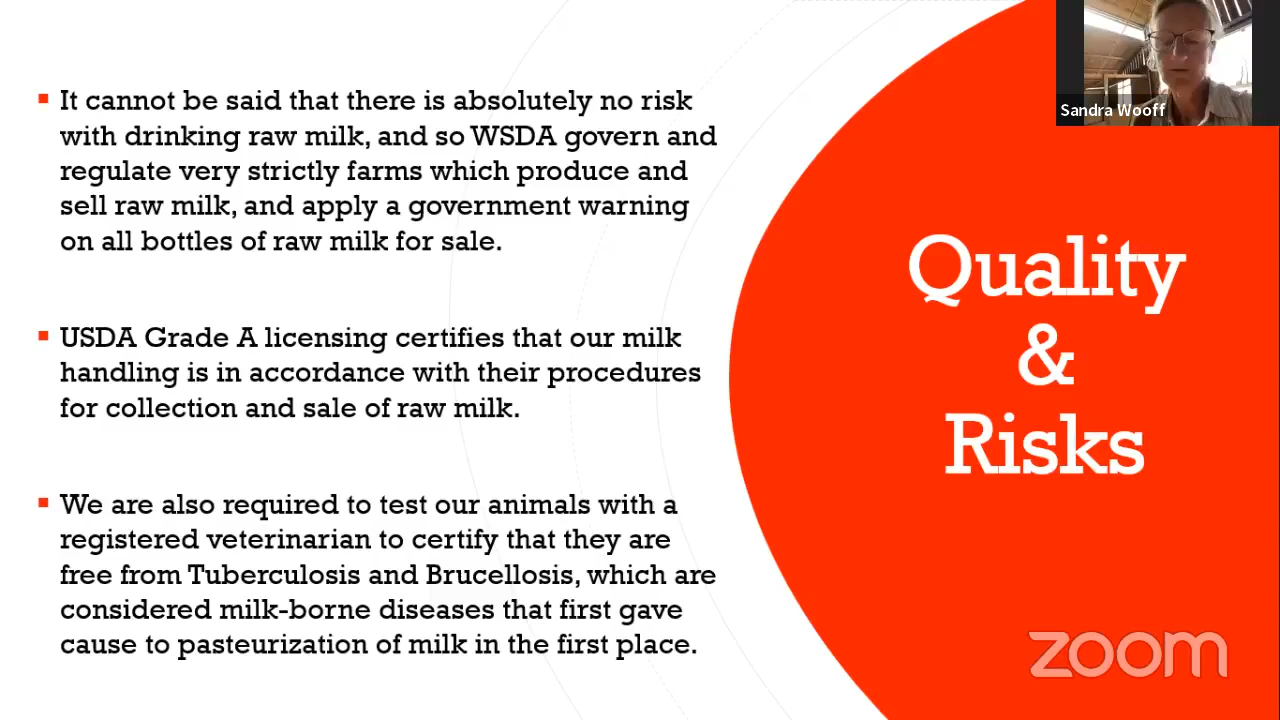 It cannot be said that there is absolutely no risk
with drinking raw milk, and so WSDA govern and
regulate very strictly farms which produce and
sell raw milk, and apply a government warning
on all bottles of raw milk for sale.
USDA Grade A licensing certifies that our milk
handling is in accordance with their procedures
for collection and sale of raw milk.
We are also required to test our animals with a
registered veterinarian to certify that they are
free from Tuberculosis and Brucellosis, which are
considered milk-borne diseases that first gave
cause to pasteurization of milk in the first place.
Sandra Wooff
Quality
&
Risks
zoom